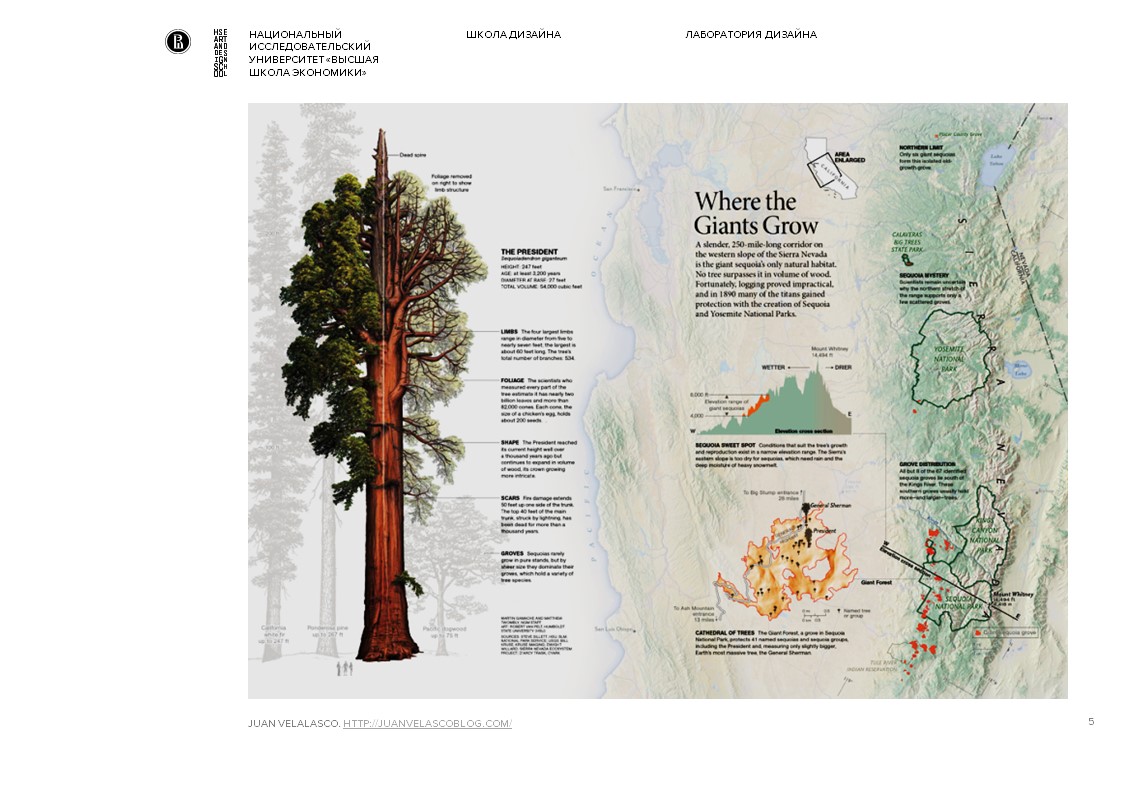 HSE
ART
AND
DES
IGN
SCH
OOL
НАЦИОНАЛЬНЫЙ
ИССЛЕДОВАТЕЛЬСКИЙ
УНИВЕРСИТЕТ «ВЫСШАЯ
ШКОЛА ЭКОНОМИКИ»
ШКОЛА ДИЗАЙНА
ЛАБОРАТОРИЯ ДИЗАЙНА
Dead spire
Foliage removed
on right to show
limb structure
THE PRESIDENT
Sequoiadendron giganteum
HEIGHT: 247 feet
AGE: at least 3,200 years
DIAMETER AT BASE: 27 feet
TOTAL VOLUME: 54,000 cubic feet
LIMBS The four largest limbs
range in diameter from five to
nearly seven feet; the largest is
about 60 feet long. The tree's
total number of branches: 534.
FOLIAGE The scientists who
measured every part of the
tree estimate it has nearly two
billion leaves and more than
82,000 cones. Each cone, the
size of a chicken's egg, holds
about 200 seeds.
SHAPE The President reached
its current height well over
a thousand years ago but
continues to expand in volume
of wood, its crown growing
more intricate.
SCARS Fire damage extends
50 feet up one side of the trunk.
The top 40 feet of the main
trunk, struck by lightning, has
been dead for more than a
thousand years.
GROVES Sequoias rarely
grow in pure stands, but by
sheer size they dominate their
groves, which hold a variety of
tree species.
California
white fir
up to 267 ft
Ponderosa pine
up to 267 ft
Pacific dogwood
up to 75 ft
San Francisco
San Luis Obispo
PACIFIC
OCEAN
AREA
ENLARGED
CALIFORNIA
Where the
Giants Grow
A slender, 250-mile-long corridor on
the western slope of the Sierra Nevada
is the giant sequoia's only natural habitat.
No tree surpasses it in volume of wood.
Fortunately, logging proved impractical,
and in 1890 many of the titans gained
protection with the creation of Sequoia
and Yosemite National Parks.
Mount Whitney
14,494 ft
WETTER
DRIER
6,000 ft
Elevation range of
giant sequoias
4,000
W
E
Elevation cross section
SEQUOIA SWEET SPOT Conditions that suit the tree's growth
and reproduction exist in a narrow elevation range. The Sierra's
eastern slope is too dry for sequoias, which need rain and the
deep moisture of heavy snowmelt.
To Big Stump entrance
26 miles
General Sherman
President
Giant Forest
To Ash Mountain
entrance
13 miles
Named tree
or group
CATHEDRAL OF TREES The Giant Forest, a grove in Sequoia
National Park, protects 41 named sequoias and sequoia groups,
including the President and, measuring only slightly bigger,
Earth's most massive tree, the General Sherman.
Placer County Grove
NORTHERN LIMIT
Only six giant sequoias
form this isolated old-
growth grove.
Lake
Tahoe
CALAVERAS
BIG TREES
STATE PARK
SEQUOIA MYSTERY
Scientists remain uncertain
why the northern stretch of
the range supports only a
few scattered groves.
NEVADA
CALIFORNIA
SIERRA
NEVADA
YOSEMITE
NATIONAL
PARK
Mono
Lake
GROVE DISTRIBUTION
All but 8 of the 67 identified
sequoia groves lie south of
the Kings River. These
southern groves usually have
more—and larger—trees.
KINGS
CANYON
NATIONAL
PARK
W
Elevation cross section
E
Mount Whitney
14,494 ft
SEQUOIA
NATIONAL PARK
Giant sequoia grove
TULE RIVER
INDIAN RESERVATION
JUAN VELALASCO. HTTP://JUANVELASCOBLOG.COM/
5